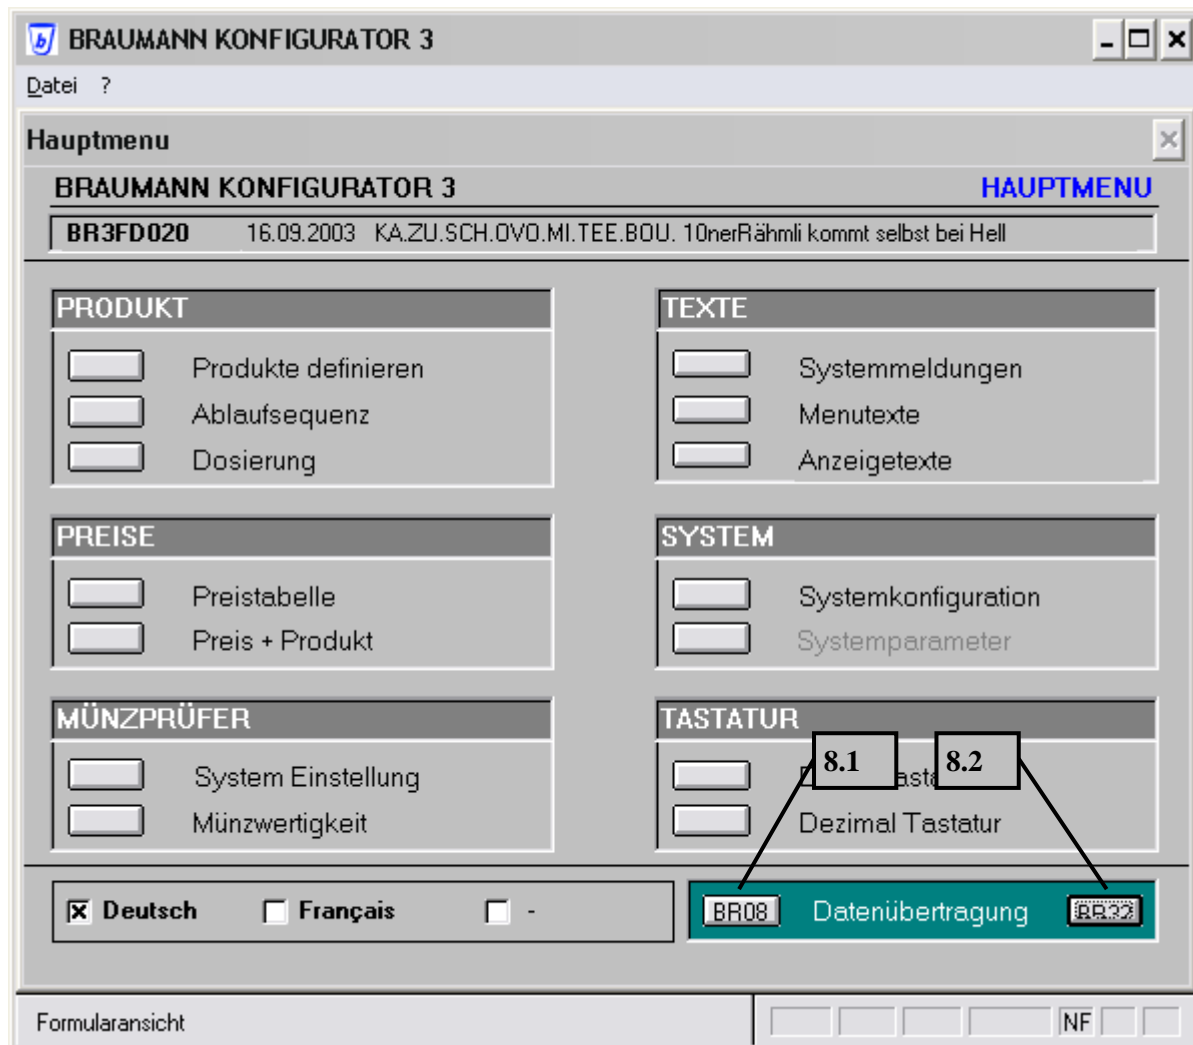 BRAUMANN KONFIGURATOR 3
Datei ?
Hauptmenu
BRAUMANN KONFIGURATOR 3 HAUPTMENU
BR3FD020 16.09.2003 KA.ZU.SCH.OVO.MI.TEE.BOU. 10nerRähmli kommt selbst bei Hell
PRODUKT
Produkte definieren
Ablaufsequenz
Dosierung
TEXTE
Systemmeldungen
Menutexte
Anzeigetexte
PREISE
Preistabelle
Preis + Produkt
SYSTEM
Systemkonfiguration
Systemparameter
MÜNZPRÜFER
System Einstellung
Münzwertigkeit
TASTATUR
8.1 8.2
Dezimal Tastatur
Deutsch Français -
BR08 Datenübertragung BR32
Formularansicht NF